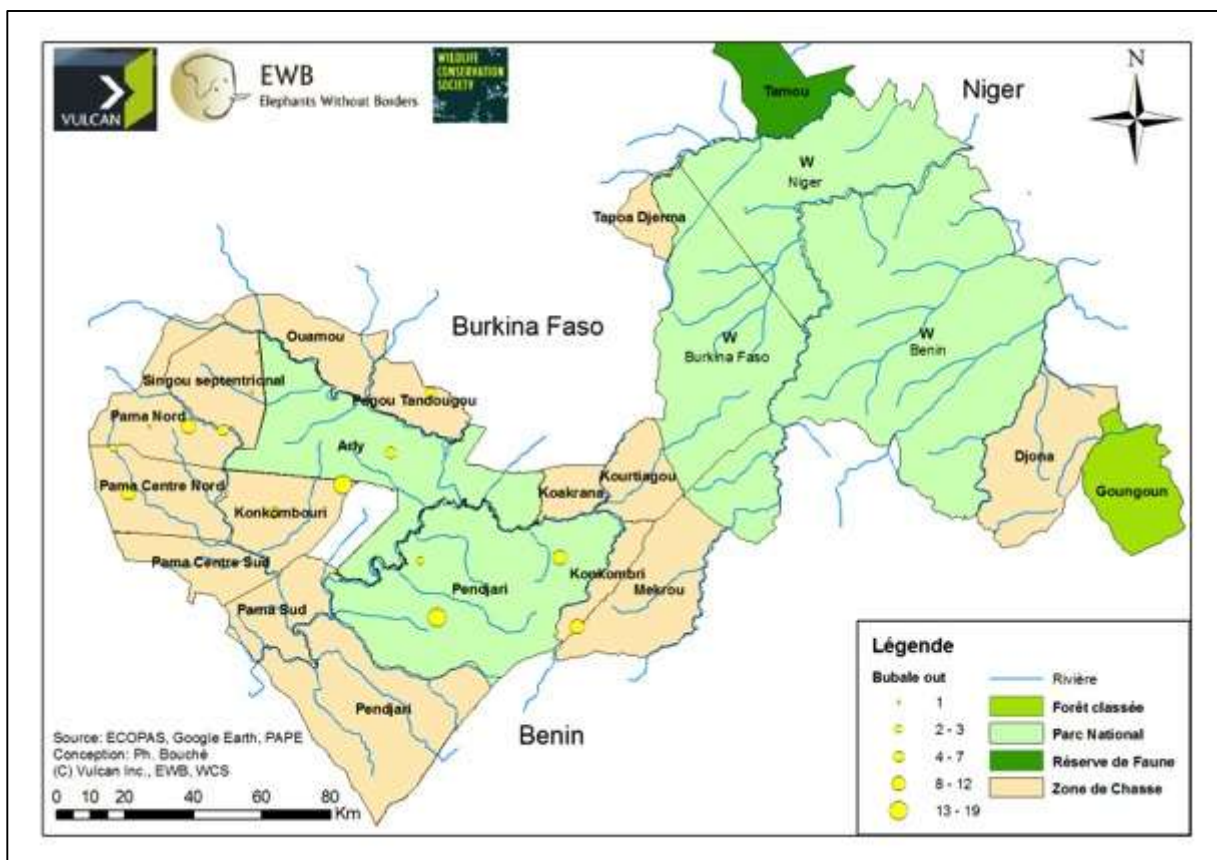 VULCAN
EWB
Elephants Without Borders
WILDLIFE
CONSERVATION
SOCIETY
N
Niger
Tamou
W
Niger
Tapoa Djerma
Burkina Faso
Ouamou
W
Burkina Faso
W
Benin
Singou septentrional
Pagou Tandougou
Pama Nord
Arly
Djona
Pama Centre Nord
Konkombouri
Koakrana
Kourtiagou
Goungoun
Pama Centre Sud
Pendjari
Konkombri
Mekrou
Pama Sud
Pendjari
Benin
Légende
Bubale out
1
2 - 3
4 - 7
8 - 12
13 - 19
Rivière
Forêt classée
Parc National
Réserve de Faune
Zone de Chasse
Source: ECOPAS, Google Earth, PAPE
Conception: Ph. Bouché
(C) Vulcan Inc., EWB, WCS
0 10 20 40 60 80
Km